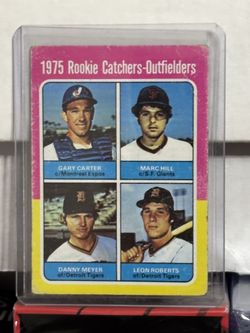 1975 Rookie Catchers-Outfielders
GARY CARTER
c/Montreal Expos
MARC HILL
c/S.F. Giants
DANNY MEYER
of/Detroit Tigers
LEON ROBERTS
of/Detroit Tigers